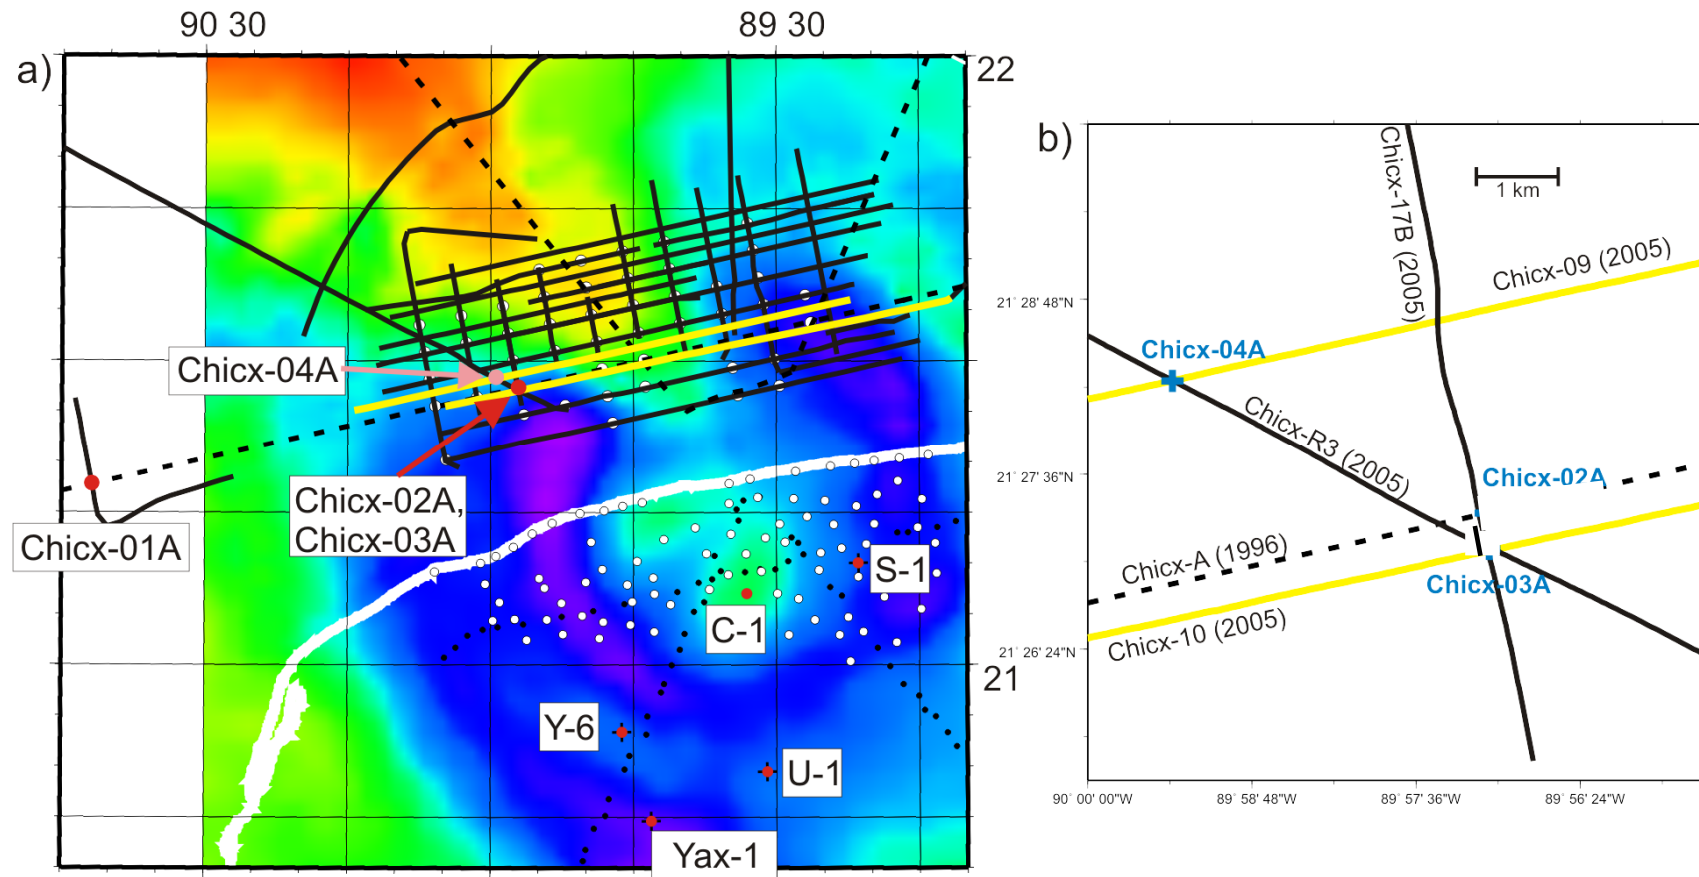 90 30
89 30
a)
22
b)
Chicx-17B (2005)
1 km
Chicx-09 (2005)
21° 28' 48"N
Chicx-04A
Chicx-04A
Chicx-R3 (2005)
21° 27' 36"N
Chicx-02A
Chicx-02A,
Chicx-03A
Chicx-01A
Chicx-A (1996)
S-1
Chicx-03A
C-1
Chicx-10 (2005)
21° 26' 24"N
21
Y-6
U-1
90° 00' 00"W
89° 58' 48"W
89° 57' 36"W
89° 56' 24"W
Yax-1